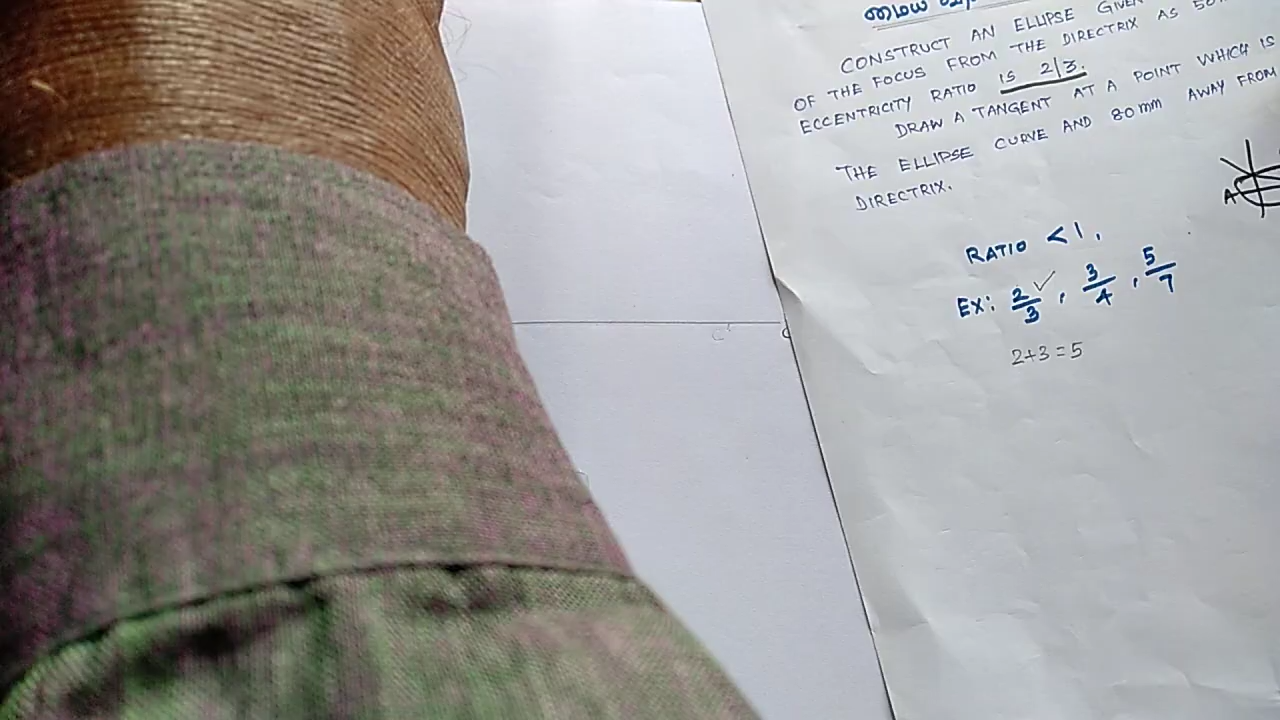 மைய
CONSTRUCT AN ELLIPSE GIVEN
OF THE FOCUS FROM THE DIRECTRIX AS 50
ECCENTRICITY RATIO IS 2/3.
DRAW A TANGENT AT A POINT WHICH IS
THE ELLIPSE CURVE AND 80mm AWAY FROM
DIRECTRIX.
A
RATIO < 1,
EX: 2/3 ✓, 3/4, 5/7
2+3=5
C'
C